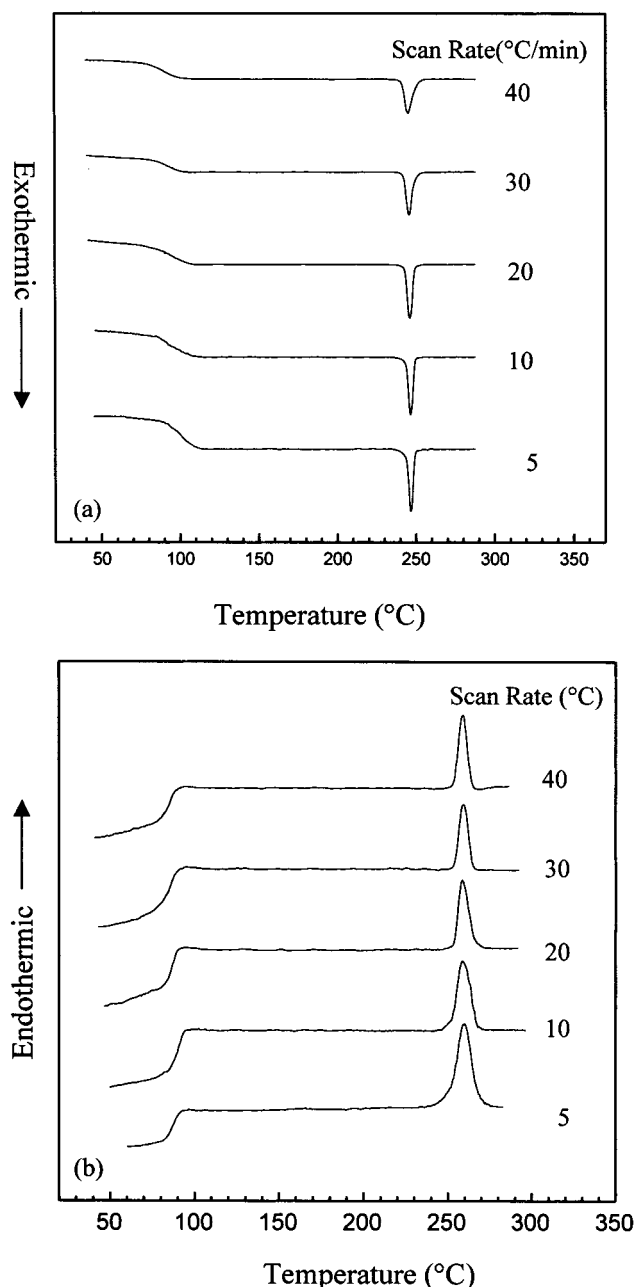 Scan Rate(°C/min)
40
30
20
10
5
Exothermic
(a)
50 100 150 200 250 300 350
Temperature (°C)
Scan Rate (°C)
40
30
20
10
5
Endothermic
(b)
50 100 150 200 250 300 350
Temperature (°C)